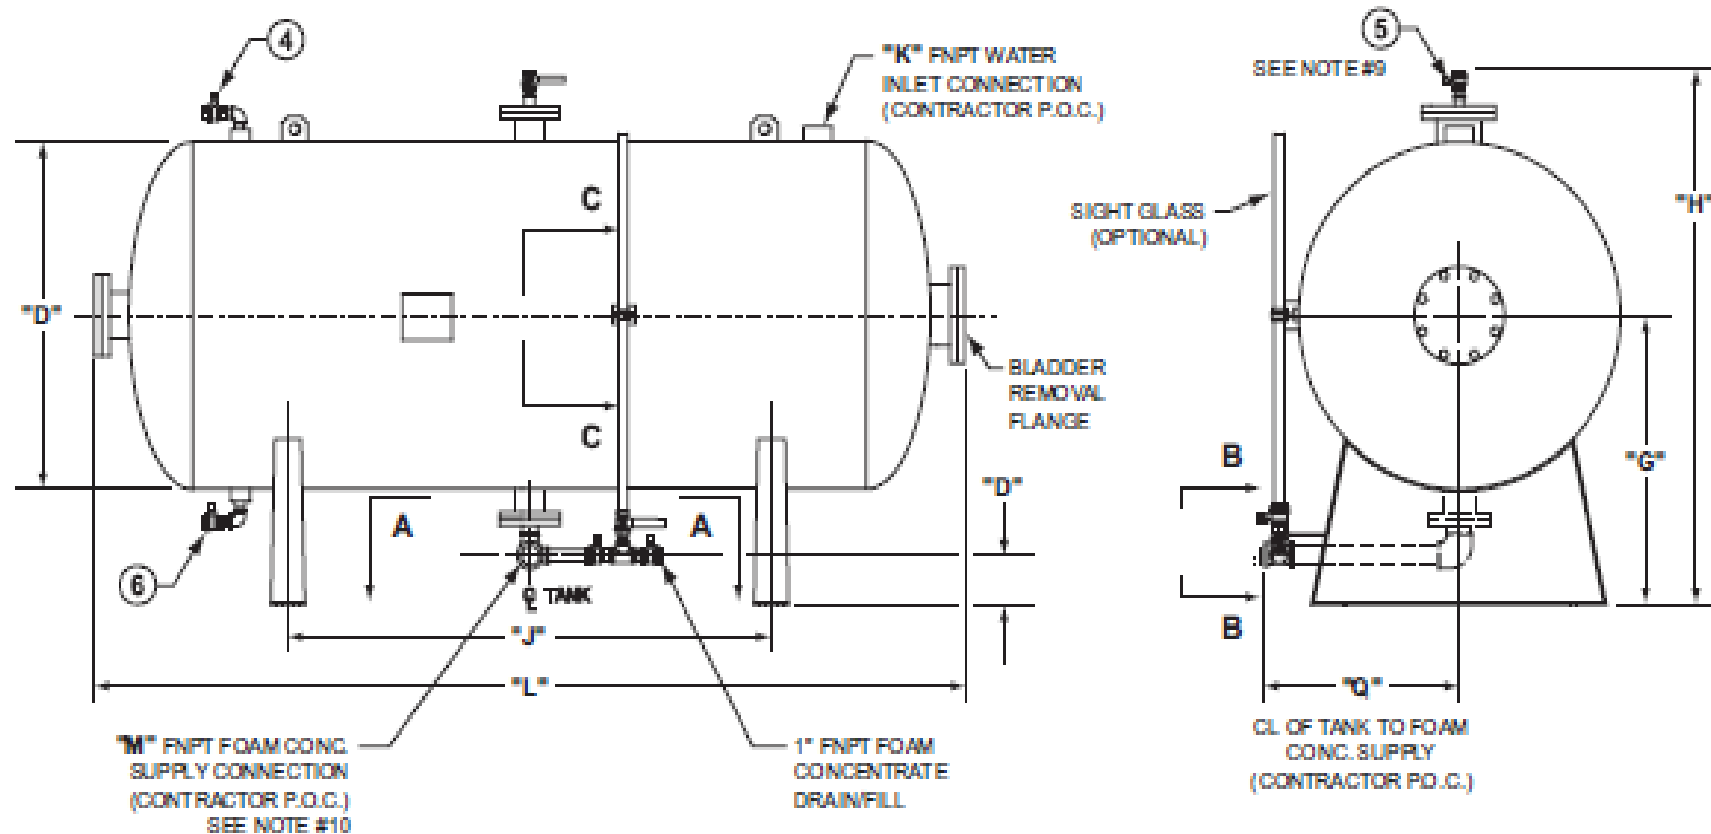 4
"K" FNPT WATER
INLET CONNECTION
(CONTRACTOR P.O.C.)
5
SEE NOTE #9
"H"
C
SIGHT GLASS
(OPTIONAL)
"D"
BLADDER
REMOVAL
FLANGE
C
B
"G"
"D"
A
A
6
CL TANK
B
"J"
"L"
"Q"
"M" FNPT FOAM CONC.
SUPPLY CONNECTION
(CONTRACTOR P.O.C.)
SEE NOTE #10
1" FNPT FOAM
CONCENTRATE
DRAIN/FILL
CL OF TANK TO FOAM
CONC. SUPPLY
(CONTRACTOR P.O.C.)